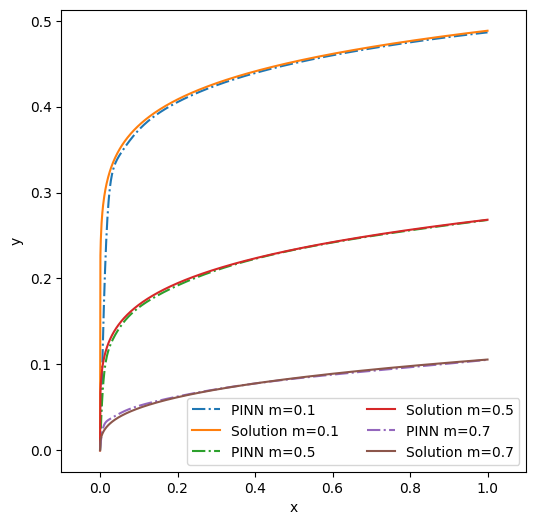 0.5
0.4
0.3
y
0.2
0.1
0.0
PINN m=0.1
Solution m=0.1
PINN m=0.5
Solution m=0.5
PINN m=0.7
Solution m=0.7
0.0 0.2 0.4 0.6 0.8 1.0
x